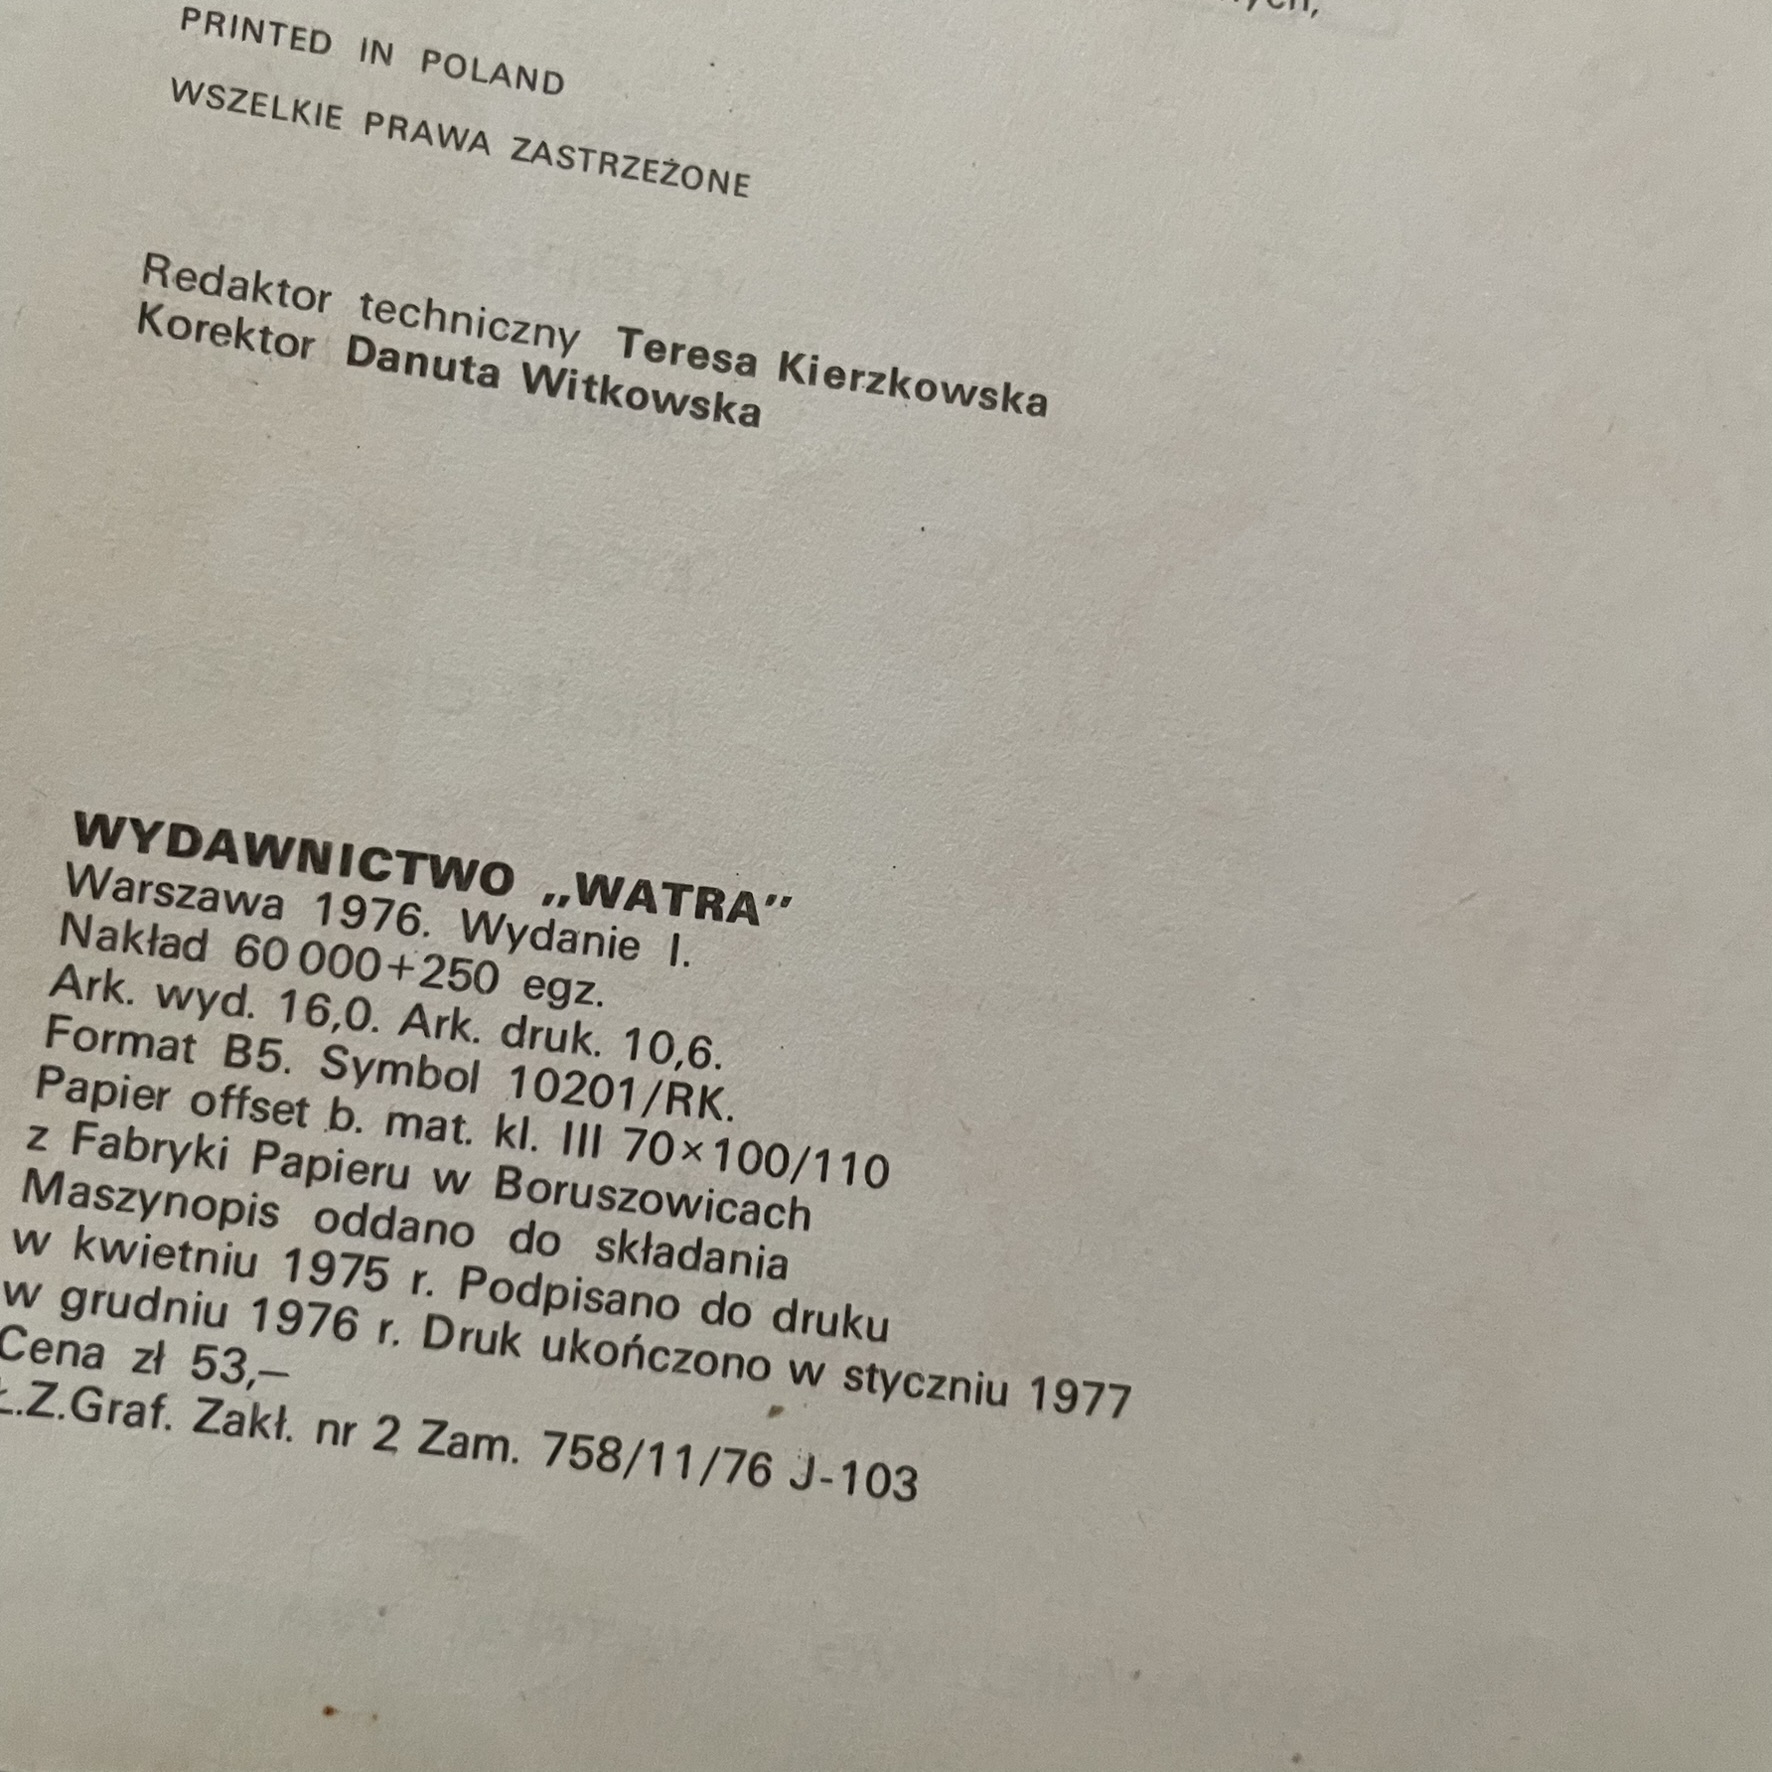 PRINTED IN POLAND
WSZELKIE PRAWA ZASTRZEŻONE
Redaktor techniczny Teresa Kierzkowska
Korektor Danuta Witkowska
WYDAWNICTWO „WATRA”
Warszawa 1976. Wydanie I.
Nakład 60 000+250 egz.
Ark. wyd. 16,0. Ark. druk. 10,6.
Format B5. Symbol 10201/RK.
Papier offset b. mat. kl. III 70×100/110
z Fabryki Papieru w Boruszowicach
Maszynopis oddano do składania
w kwietniu 1975 r. Podpisano do druku
w grudniu 1976 r. Druk ukończono w styczniu 1977
Cena zł 53,—
Ł.Z.Graf. Zakł. nr 2 Zam. 758/11/76 J-103